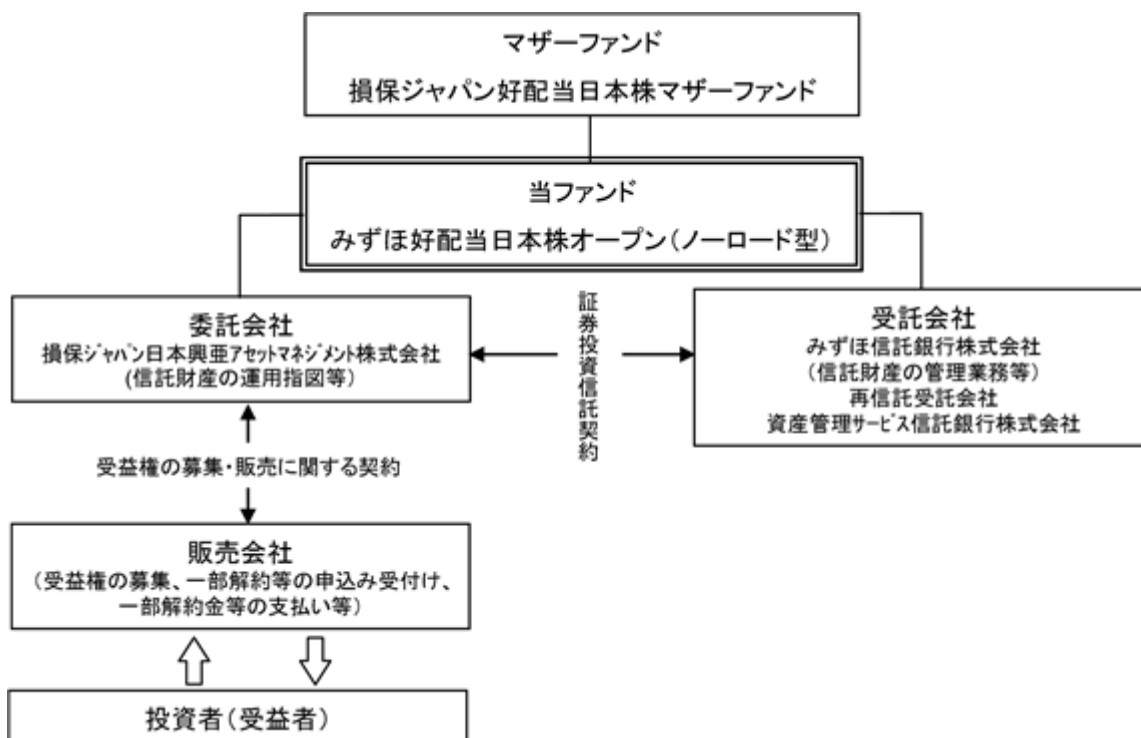 マザーファンド
損保ジャパン好配当日本株マザーファンド
当ファンド
みずほ好配当日本株オープン(ノーロード型)
委託会社
損保ジャパン日本興亜アセットマネジメント株式会社
(信託財産の運用指図等)
証券投資信託契約
受託会社
みずほ信託銀行株式会社
(信託財産の管理業務等)
再信託受託会社
資産管理サービス信託銀行株式会社
受益権の募集・販売に関する契約
販売会社
(受益権の募集、一部解約等の申込み受付け、
一部解約金等の支払い等)
投資者(受益者)